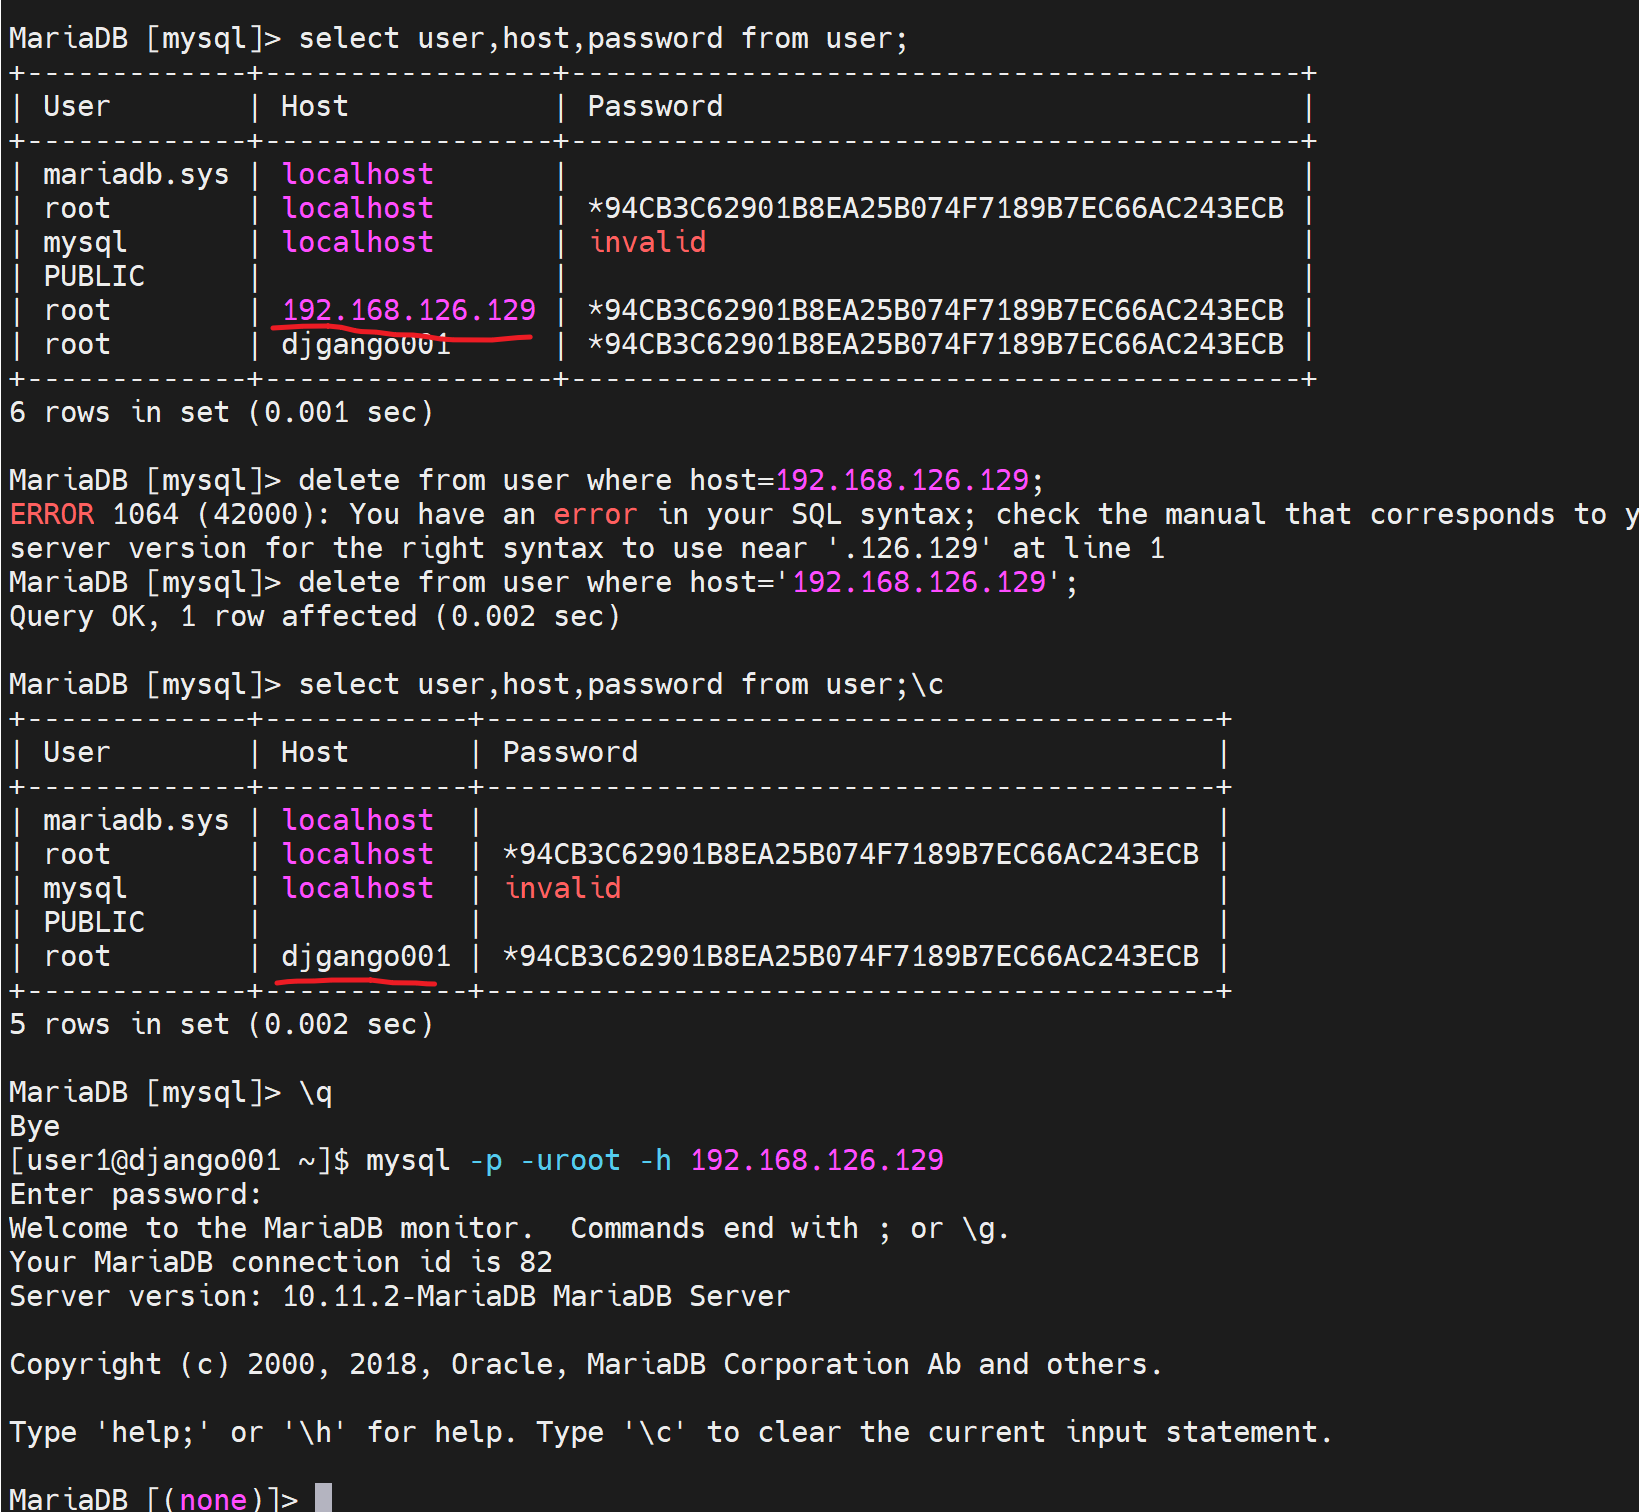 MariaDB [mysql]> select user,host,password from user;
+-------------+-----------------+-------------------------------------------+
| User        | Host            | Password                                  |
+-------------+-----------------+-------------------------------------------+
| mariadb.sys | localhost       |                                           |
| root        | localhost       | *94CB3C62901B8EA25B074F7189B7EC66AC243ECB |
| mysql       | localhost       | invalid                                   |
| PUBLIC      |                 |                                           |
| root        | 192.168.126.129 | *94CB3C62901B8EA25B074F7189B7EC66AC243ECB |
| root        | djgango001      | *94CB3C62901B8EA25B074F7189B7EC66AC243ECB |
+-------------+-----------------+-------------------------------------------+
6 rows in set (0.001 sec)
MariaDB [mysql]> delete from user where host=192.168.126.129;
ERROR 1064 (42000): You have an error in your SQL syntax; check the manual that corresponds to y
server version for the right syntax to use near '.126.129' at line 1
MariaDB [mysql]> delete from user where host='192.168.126.129';
Query OK, 1 row affected (0.002 sec)
MariaDB [mysql]> select user,host,password from user;\c
+-------------+------------+-------------------------------------------+
| User        | Host       | Password                                  |
+-------------+------------+-------------------------------------------+
| mariadb.sys | localhost  |                                           |
| root        | localhost  | *94CB3C62901B8EA25B074F7189B7EC66AC243ECB |
| mysql       | localhost  | invalid                                   |
| PUBLIC      |            |                                           |
| root        | djgango001 | *94CB3C62901B8EA25B074F7189B7EC66AC243ECB |
+-------------+------------+-------------------------------------------+
5 rows in set (0.002 sec)
MariaDB [mysql]> \q
Bye
[user1@django001 ~]$ mysql -p -uroot -h 192.168.126.129
Enter password:
Welcome to the MariaDB monitor.  Commands end with ; or \g.
Your MariaDB connection id is 82
Server version: 10.11.2-MariaDB MariaDB Server
Copyright (c) 2000, 2018, Oracle, MariaDB Corporation Ab and others.
Type 'help;' or '\h' for help. Type '\c' to clear the current input statement.
MariaDB [(none)]>